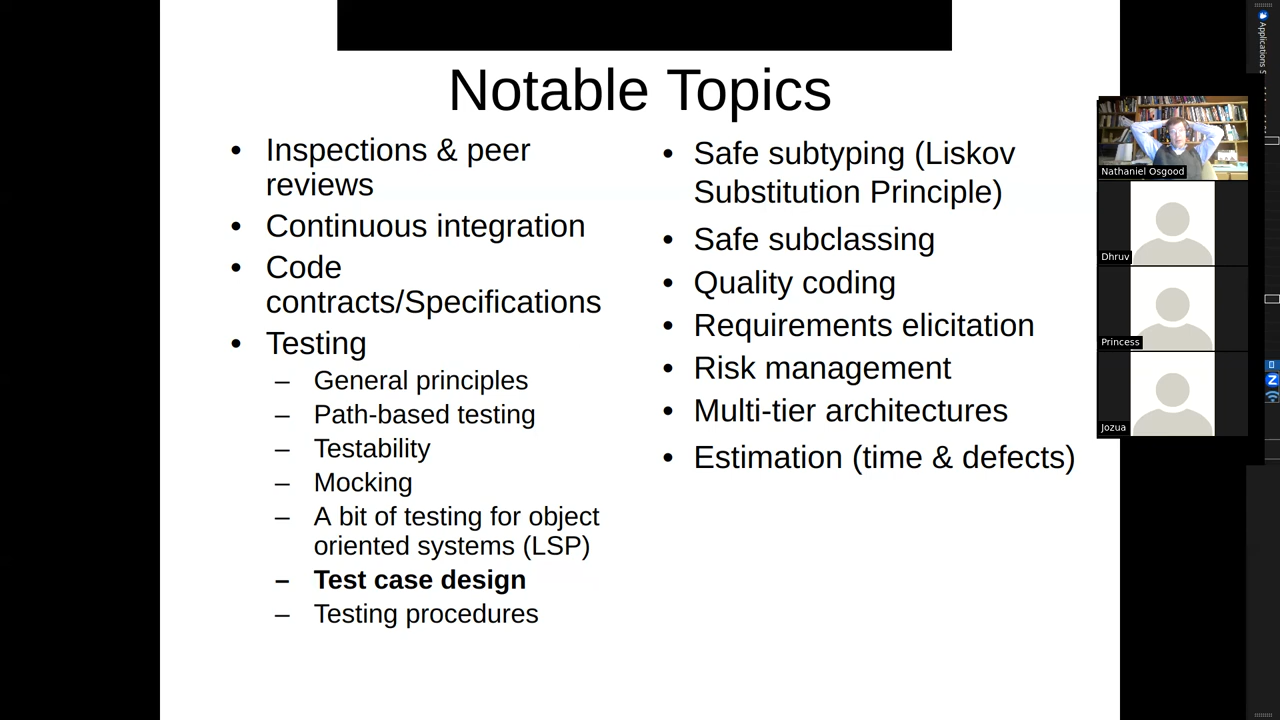 Notable Topics
• Inspections & peer
reviews
• Continuous integration
• Code
contracts/Specifications
• Testing
– General principles
– Path-based testing
– Testability
– Mocking
– A bit of testing for object
oriented systems (LSP)
– Test case design
– Testing procedures
• Safe subtyping (Liskov
Substitution Principle)
• Safe subclassing
• Quality coding
• Requirements elicitation
• Risk management
• Multi-tier architectures
• Estimation (time & defects)
Nathaniel Osgood
Dhruv
Princess
Jozua
Applications